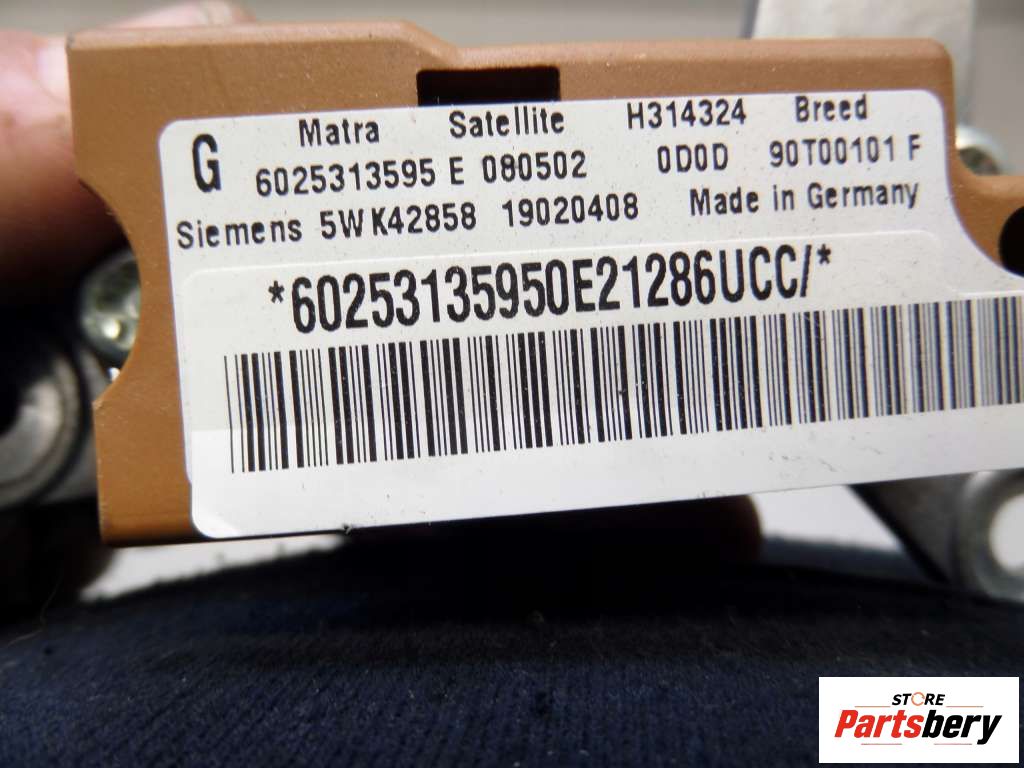 G Matra Satellite H314324 Breed
6025313595 E 080502 0D0D 90T00101 F
Siemens 5WK42858 19020408 Made in Germany
*60253135950E21286UCC/*
STORE
Partsbery